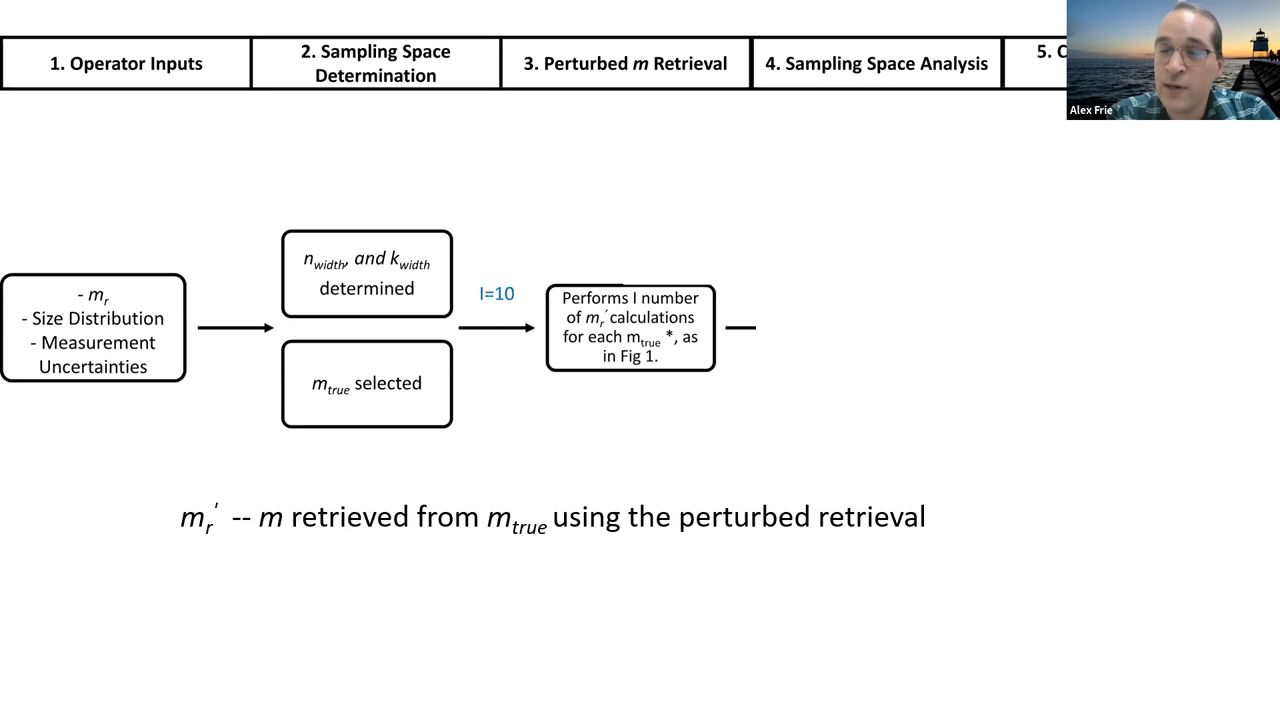 1. Operator Inputs
2. Sampling Space
Determination
3. Perturbed m Retrieval
4. Sampling Space Analysis
5. C
Alex Frie
- mr
- Size Distribution
- Measurement
Uncertainties
nwidth, and kwidth
determined
mtrue selected
I=10
Performs I number
of mr′ calculations
for each mtrue *, as
in Fig 1.
mr′ -- m retrieved from mtrue using the perturbed retrieval